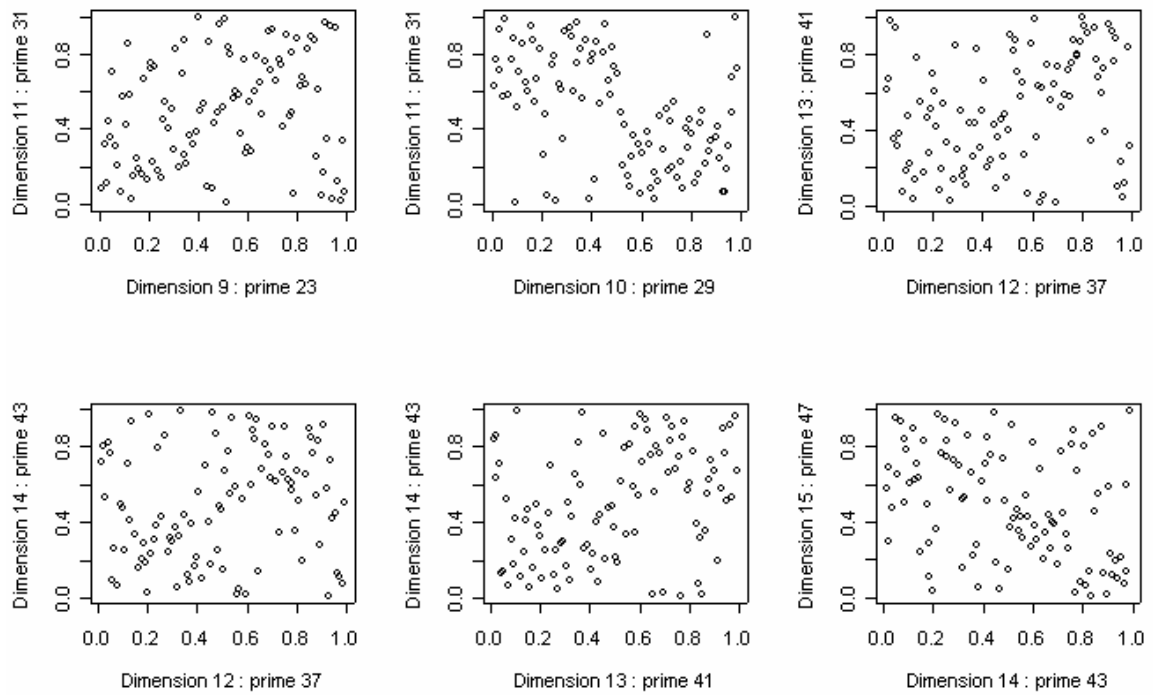 Dimension 11 : prime 31
0.0 0.4 0.8
0.0 0.2 0.4 0.6 0.8 1.0
Dimension 9 : prime 23
Dimension 11 : prime 31
0.0 0.4 0.8
0.0 0.2 0.4 0.6 0.8 1.0
Dimension 10 : prime 29
Dimension 13 : prime 41
0.0 0.4 0.8
0.0 0.2 0.4 0.6 0.8 1.0
Dimension 12 : prime 37
Dimension 14 : prime 43
0.0 0.4 0.8
0.0 0.2 0.4 0.6 0.8 1.0
Dimension 12 : prime 37
Dimension 14 : prime 43
0.0 0.4 0.8
0.0 0.2 0.4 0.6 0.8 1.0
Dimension 13 : prime 41
Dimension 15 : prime 47
0.0 0.4 0.8
0.0 0.2 0.4 0.6 0.8 1.0
Dimension 14 : prime 43